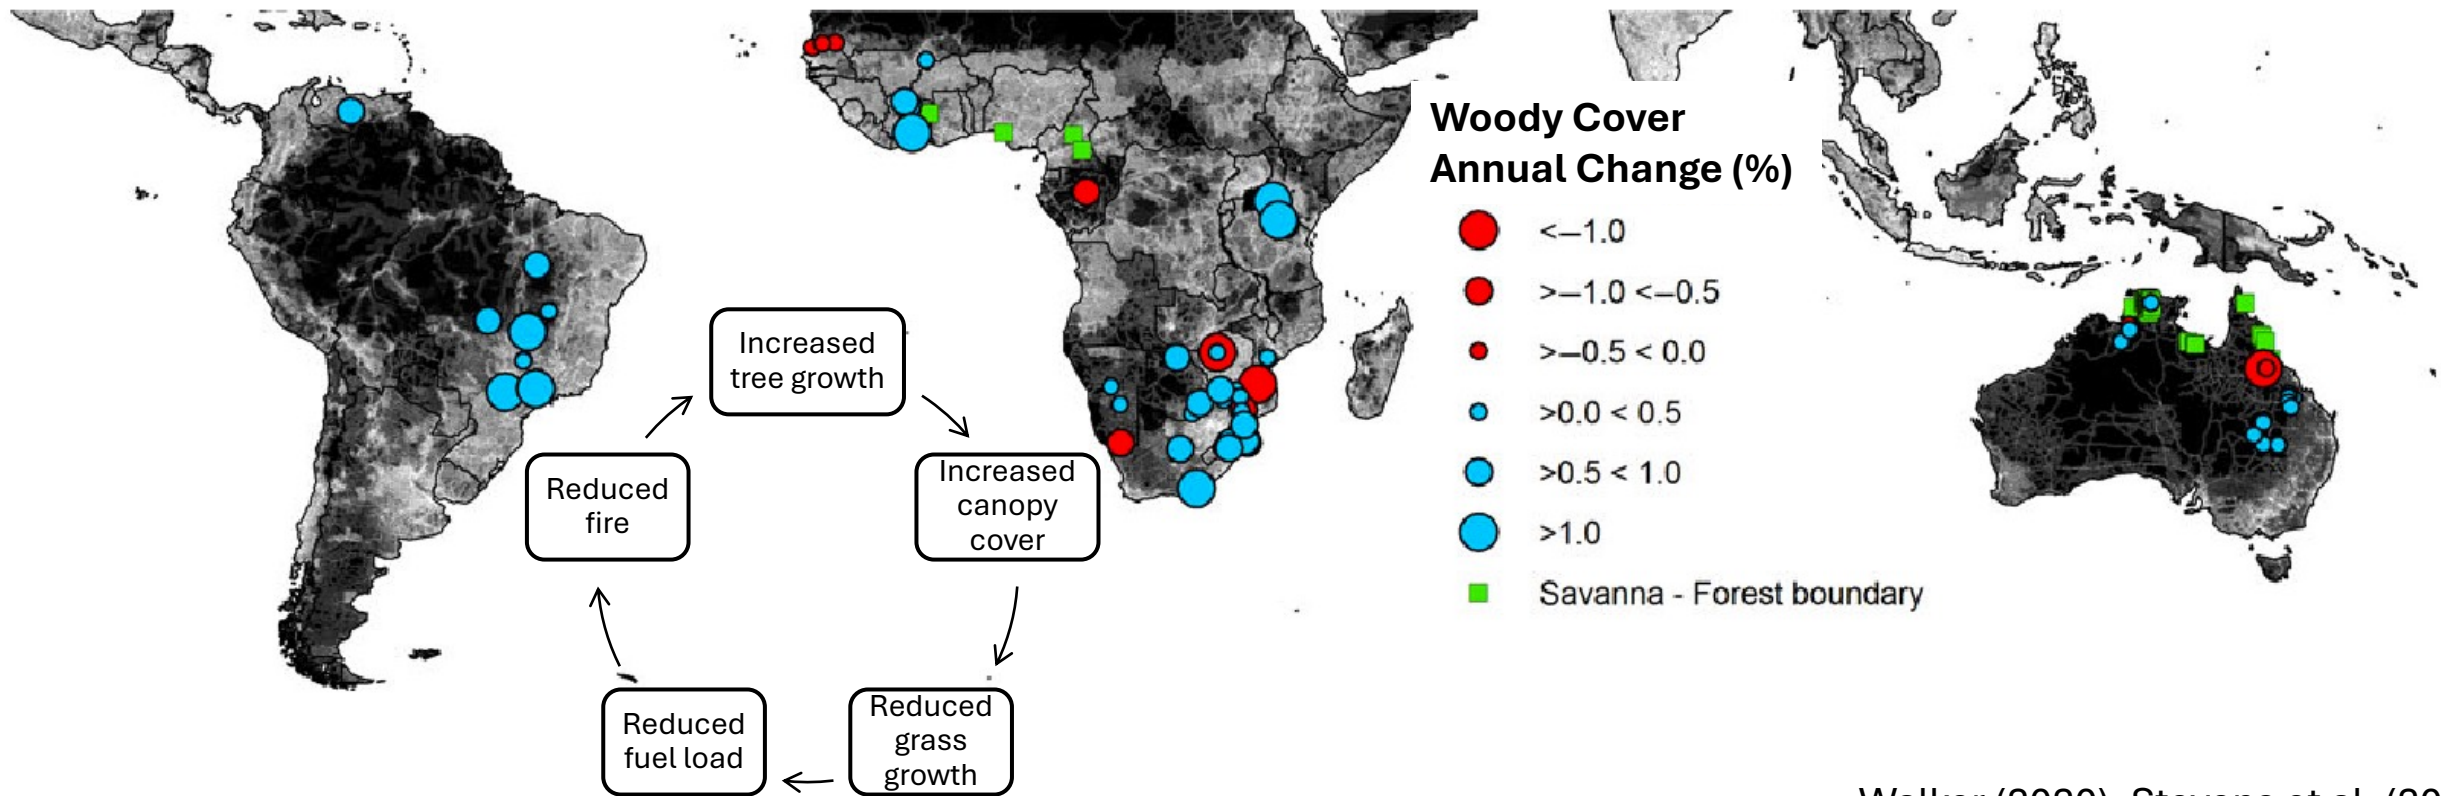 Woody Cover
Annual Change (%)
<–1.0
>–1.0 <–0.5
>–0.5 < 0.0
>0.0 < 0.5
>0.5 < 1.0
>1.0
Savanna - Forest boundary
Increased
tree growth
Increased
canopy
cover
Reduced
grass
growth
Reduced
fuel load
Reduced
fire